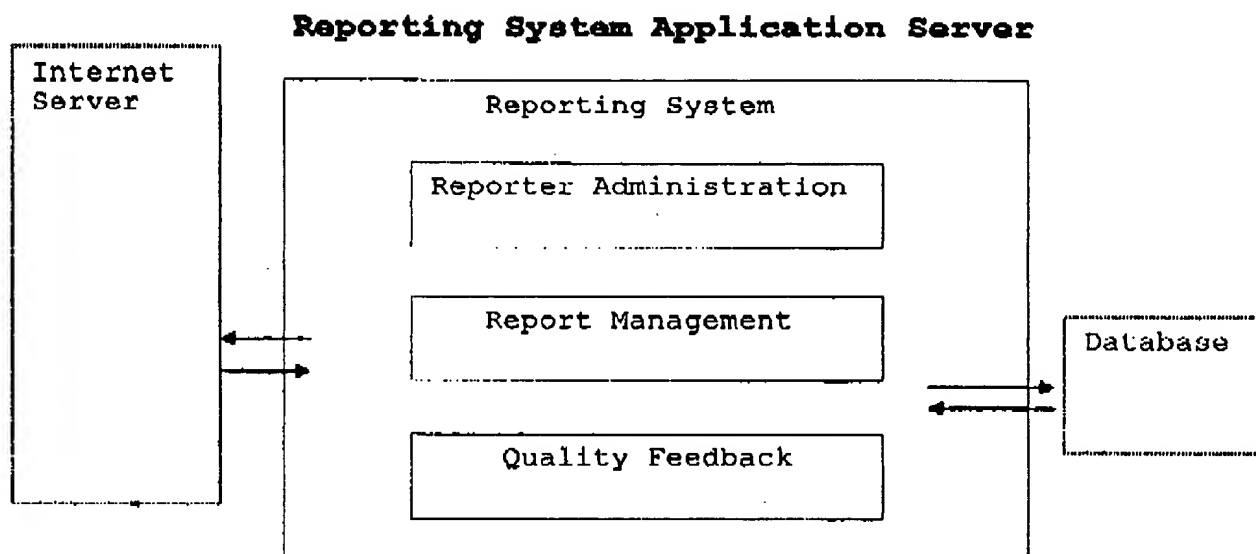 Reporting System Application Server
Internet
Server
Reporting System
Reporter Administration
Report Management
Database
Quality Feedback